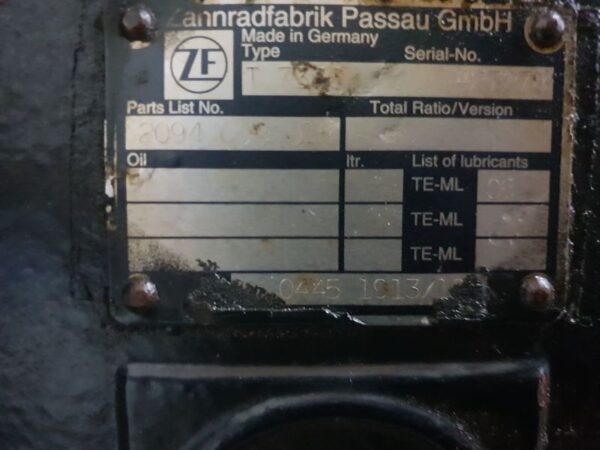 Zahnradfabrik Passau GmbH
Made in Germany
ZF
Type Serial-No.
Parts List No. Total Ratio/Version
Oil ltr. List of lubricants
TE-ML
TE-ML
TE-ML
0445 1913/